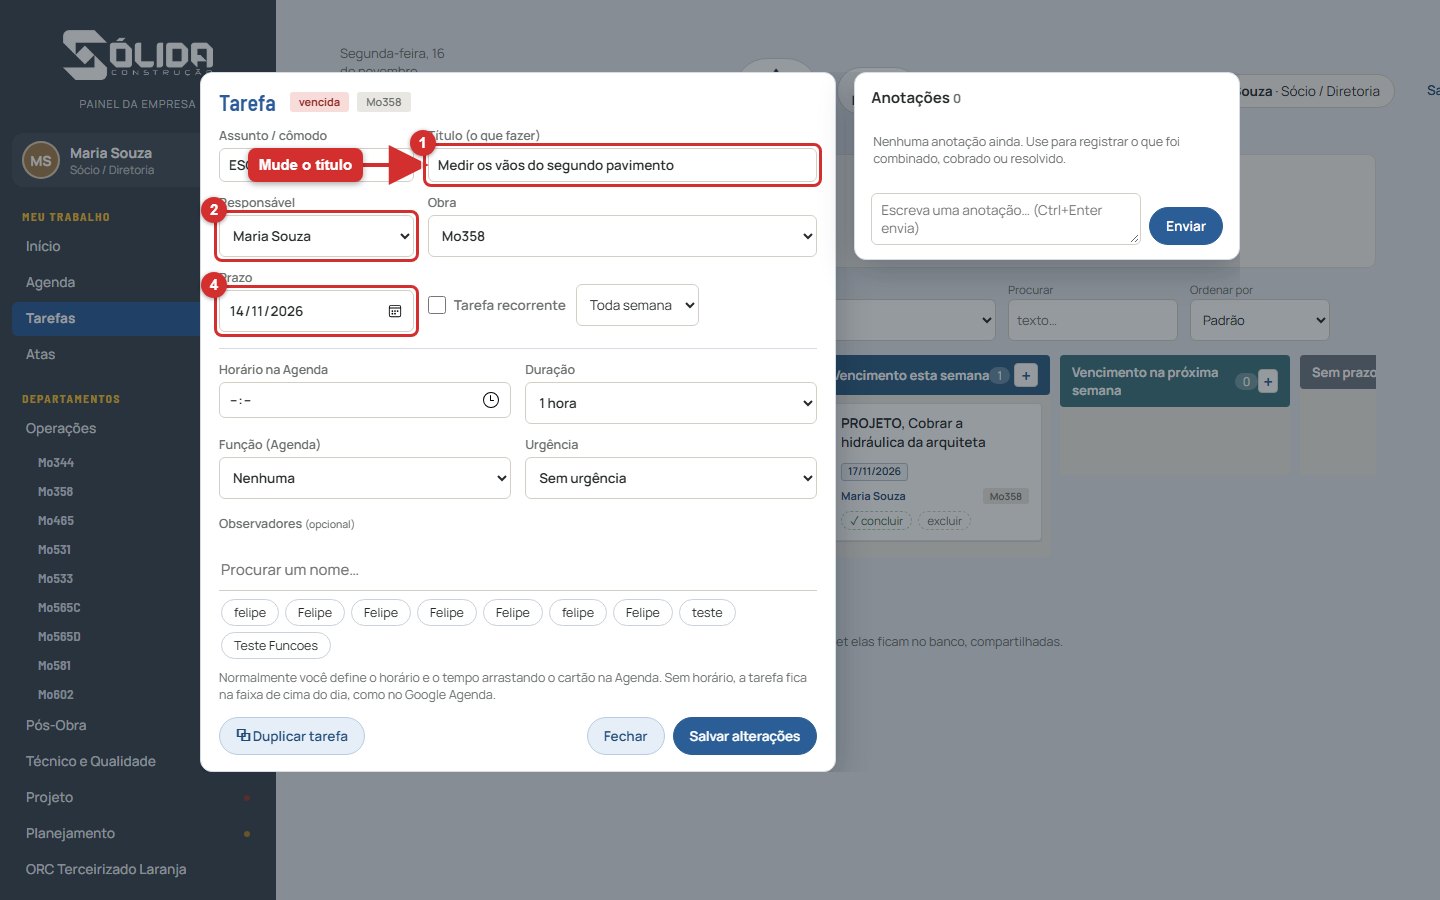 SÓLIDA
CONSTRUÇÃO
PAINEL DA EMPRESA
MS
Maria Souza
Sócio / Diretoria
MEU TRABALHO
Início
Agenda
Tarefas
Atas
DEPARTAMENTOS
Operações
Mo344
Mo358
Mo465
Mo531
Mo533
Mo565C
Mo565D
Mo581
Mo602
Pós-Obra
Técnico e Qualidade
Projeto
Planejamento
ORC Terceirizado Laranja
Segunda-feira, 16
de novembro
Souza · Sócio / Diretoria
Tarefa
vencida
Mo358
Assunto / cômodo
Título (o que fazer)
1
Mude o título
Medir os vãos do segundo pavimento
2
Responsável
Obra
Maria Souza
Mo358
4
Prazo
14/11/2026
Tarefa recorrente
Toda semana
Horário na Agenda
Duração
--:--
1 hora
Função (Agenda)
Urgência
Nenhuma
Sem urgência
Observadores (opcional)
Procurar um nome...
felipe
Felipe
Felipe
Felipe
Felipe
felipe
Felipe
teste
Teste Funcoes
Normalmente você define o horário e o tempo arrastando o cartão na Agenda. Sem horário, a tarefa fica
na faixa de cima do dia, como no Google Agenda.
Duplicar tarefa
Fechar
Salvar alterações
Anotações 0
Nenhuma anotação ainda. Use para registrar o que foi
combinado, cobrado ou resolvido.
Escreva uma anotação... (Ctrl+Enter
envia)
Enviar
Procurar
texto...
Ordenar por
Padrão
Vencimento esta semana 1 +
Vencimento na próxima
semana
0 +
Sem prazo
PROJETO, Cobrar a
hidráulica da arquiteta
17/11/2026
Maria Souza
Mo358
✓ concluir
excluir
elas ficam no banco, compartilhadas.